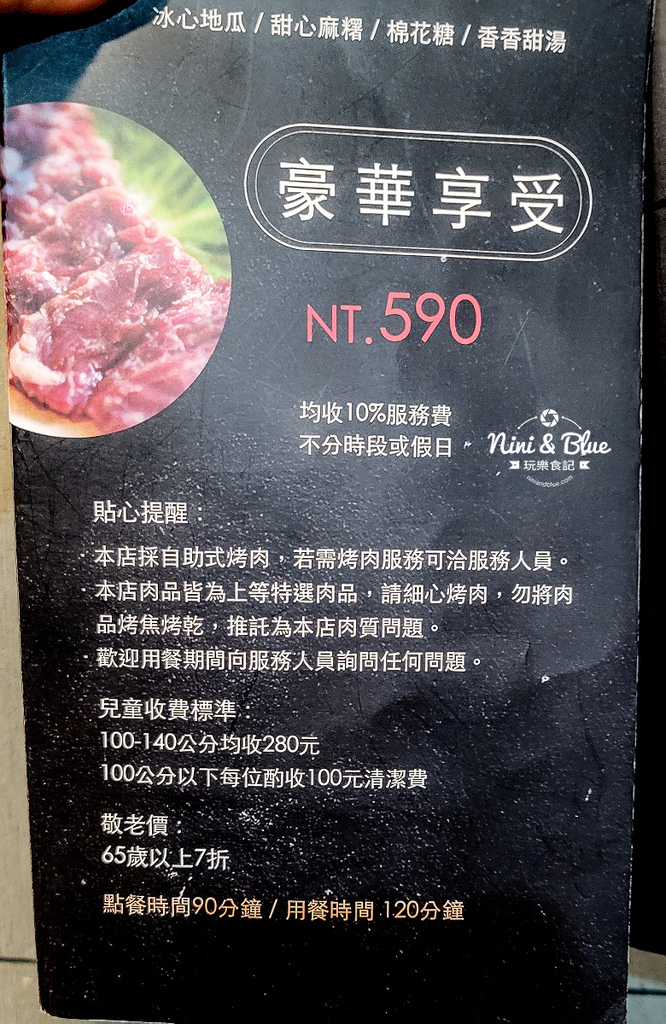 冰心地瓜 / 甜心麻糬 / 棉花糖 / 香香甜湯
豪華享受
NT.590
均收10%服務費
不分時段或假日
Nini & Blue
玩樂食記
niniandblue.com
貼心提醒：
·本店採自助式烤肉，若需烤肉服務可洽服務人員。
·本店肉品皆為上等特選肉品，請細心烤肉，勿將肉
品烤焦烤乾，推託為本店肉質問題。
·歡迎用餐期間向服務人員詢問任何問題。
兒童收費標準：
100-140公分均收280元
100公分以下每位酌收100元清潔費
敬老價：
65歲以上7折
點餐時間90分鐘 / 用餐時間 120分鐘